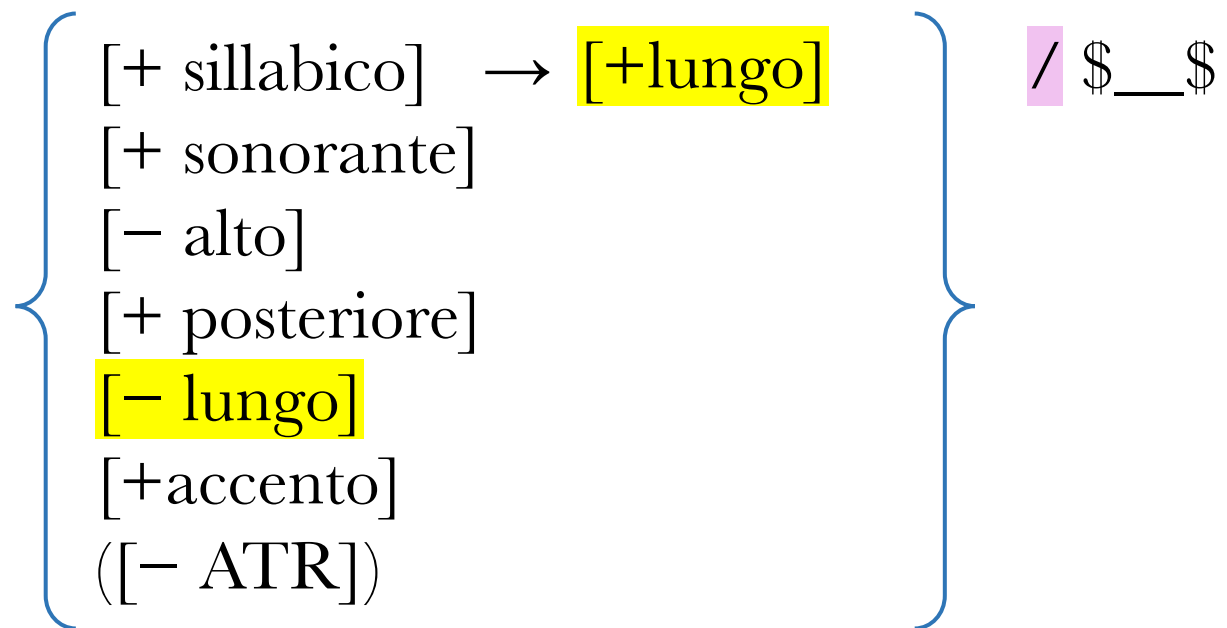 [+ sillabico] → [+lungo] / $__$
[+ sonorante]
[− alto]
[+ posteriore]
[− lungo]
[+accento]
([− ATR])